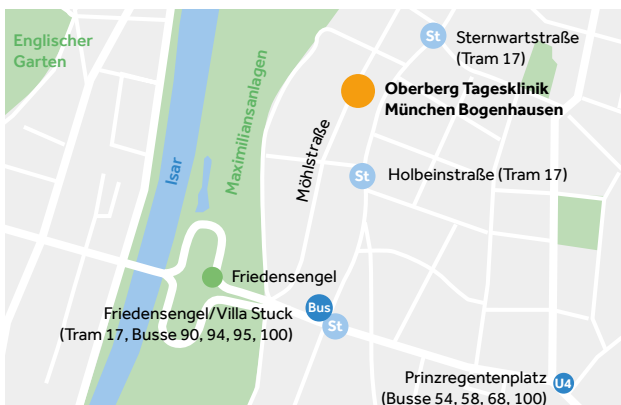 Englischer
Garten
St
Sternwartstraße
(Tram 17)
Oberberg Tagesklinik
München Bogenhausen
Maximiliansanlagen
Isar
Möhlstraße
St
Holbeinstraße (Tram 17)
Friedensengel
Friedensengel/Villa Stuck
(Tram 17, Busse 90, 94, 95, 100)
Bus
St
Prinzregentenplatz
(Busse 54, 58, 68, 100)
U4